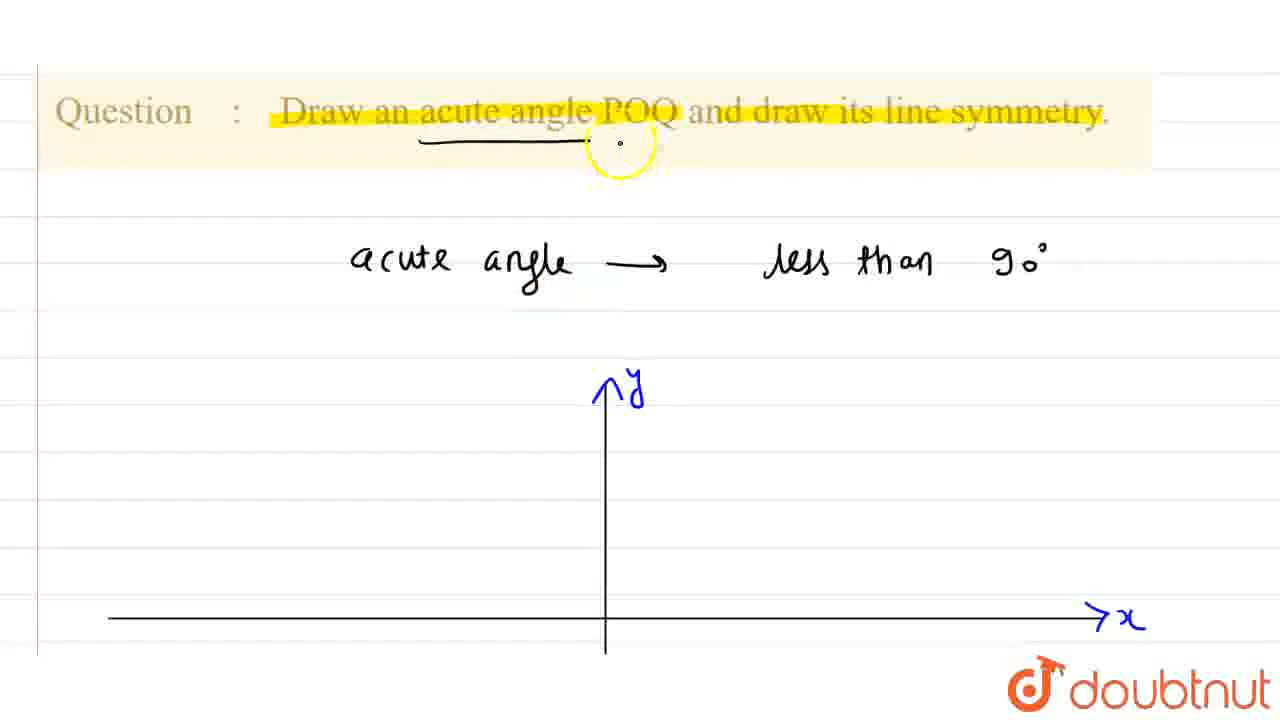 Question : Draw an acute angle POQ and draw its line symmetry.
acute angle → less than 90°
y
x
doubtnut